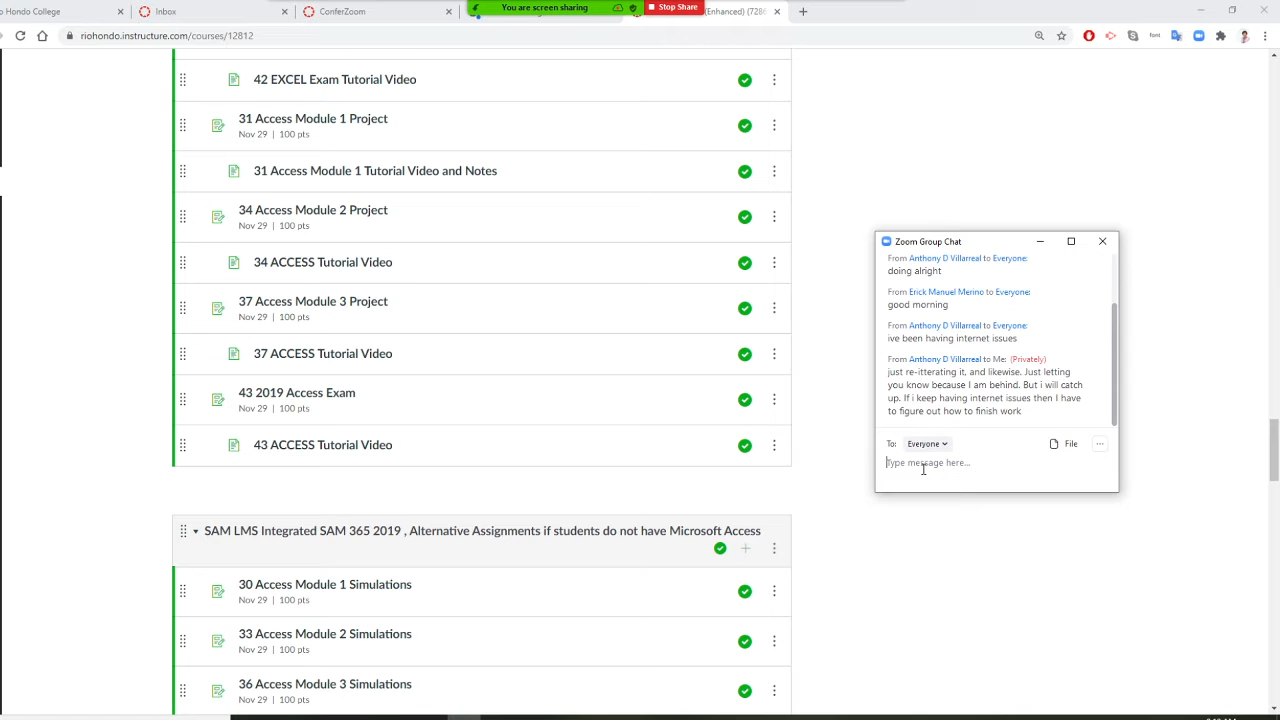 o Hondo College
Inbox
ConferZoom
You are screen sharing
Stop Share
(Enhanced) (728
riohondo.instructure.com/courses/12812
font
42 EXCEL Exam Tutorial Video
31 Access Module 1 Project
Nov 29 | 100 pts
31 Access Module 1 Tutorial Video and Notes
34 Access Module 2 Project
Nov 29 | 100 pts
34 ACCESS Tutorial Video
37 Access Module 3 Project
Nov 29 | 100 pts
37 ACCESS Tutorial Video
43 2019 Access Exam
Nov 29 | 100 pts
43 ACCESS Tutorial Video
SAM LMS Integrated SAM 365 2019 , Alternative Assignments if students do not have Microsoft Access
30 Access Module 1 Simulations
Nov 29 | 100 pts
33 Access Module 2 Simulations
Nov 29 | 100 pts
36 Access Module 3 Simulations
Nov 29 | 100 pts
Zoom Group Chat
From Anthony D Villarreal to Everyone:
doing alright
From Erick Manuel Merino to Everyone:
good morning
From Anthony D Villarreal to Everyone:
ive been having internet issues
From Anthony D Villarreal to Me: (Privately)
just re-itterating it, and likewise. Just letting
you know because I am behind. But i will catch
up. If i keep having internet issues then I have
to figure out how to finish work
To: Everyone
File
Type message here...